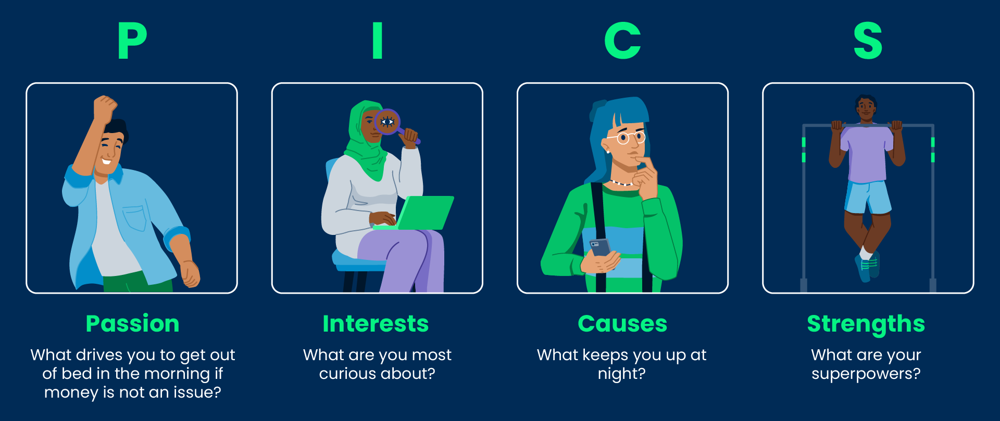 P
I
C
S
Passion
What drives you to get out
of bed in the morning if
money is not an issue?
Interests
What are you most
curious about?
Causes
What keeps you up at
night?
Strengths
What are your
superpowers?